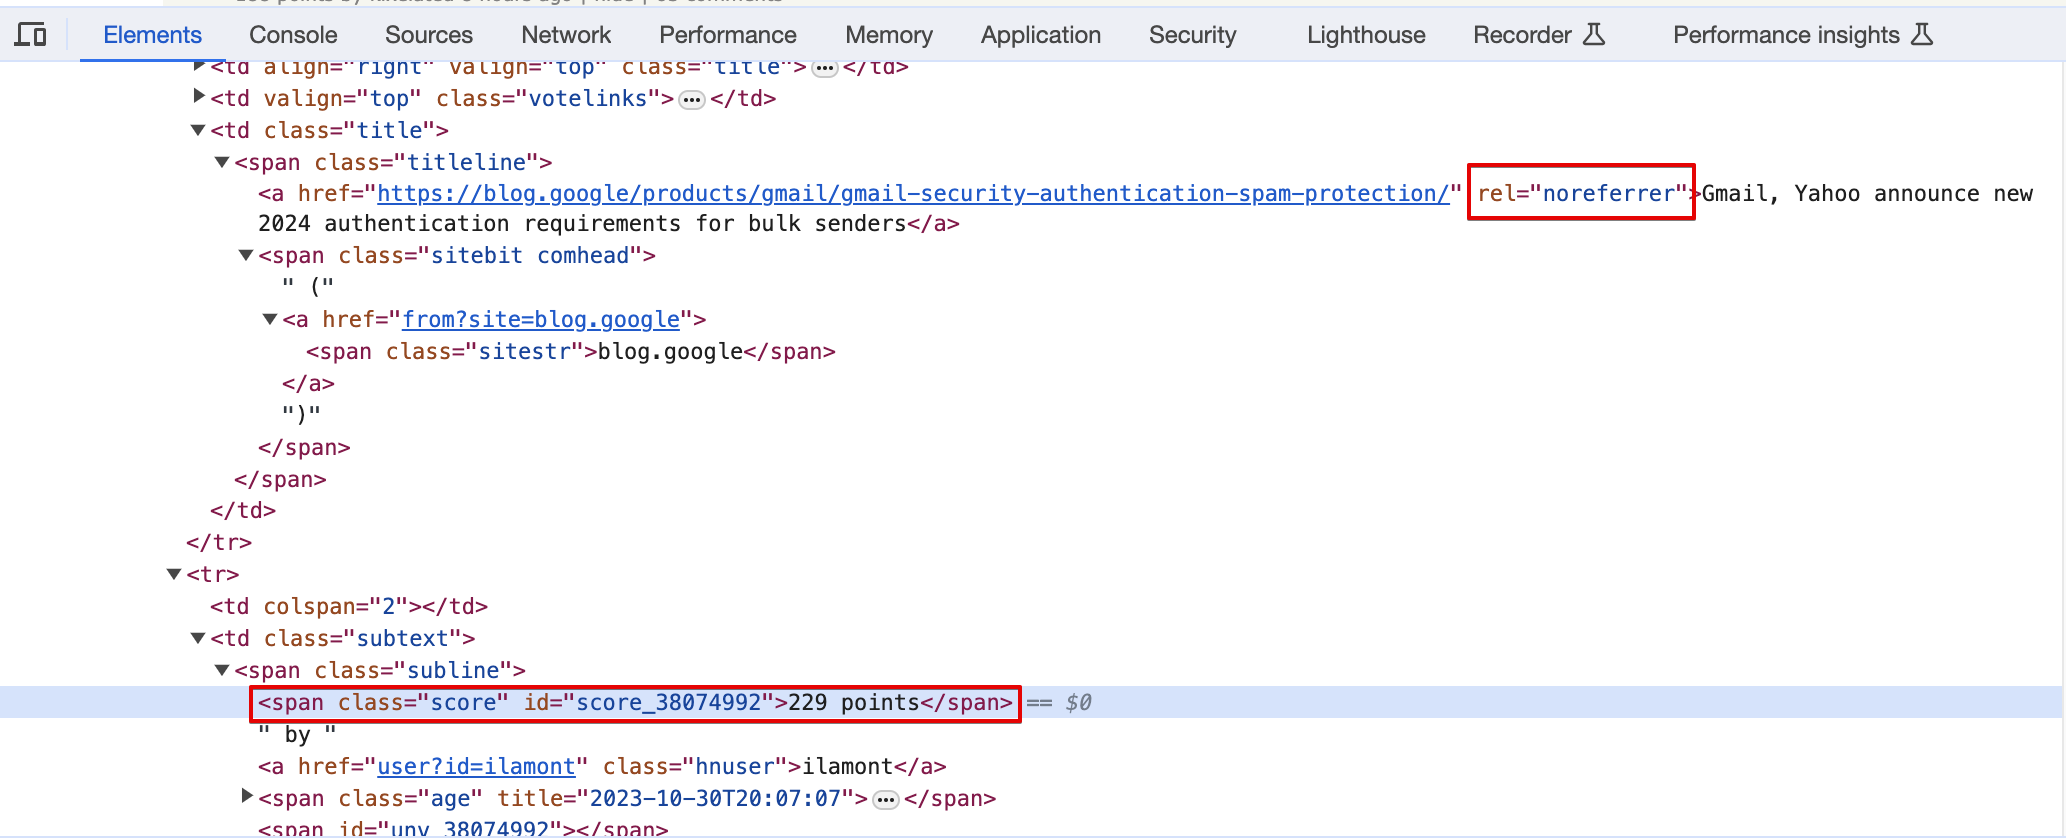 Elements Console Sources Network Performance Memory Application Security Lighthouse Recorder Performance insights
<td align="right" valign="top" class="title"> ••• </td>
<td valign="top" class="votelinks"> ••• </td>
<td class="title">
<span class="titleline">
<a href="https://blog.google/products/gmail/gmail-security-authentication-spam-protection/" rel="noreferrer">Gmail, Yahoo announce new
2024 authentication requirements for bulk senders</a>
<span class="sitebit comhead">
" ("
<a href="from?site=blog.google">
<span class="sitestr">blog.google</span>
</a>
")"
</span>
</span>
</td>
</tr>
<tr>
<td colspan="2"></td>
<td class="subtext">
<span class="subline">
<span class="score" id="score_38074992">229 points</span> == $0
" by "
<a href="user?id=ilamont" class="hnuser">ilamont</a>
<span class="age" title="2023-10-30T20:07:07"> ••• </span>
<span id="unv_38074992"></span>